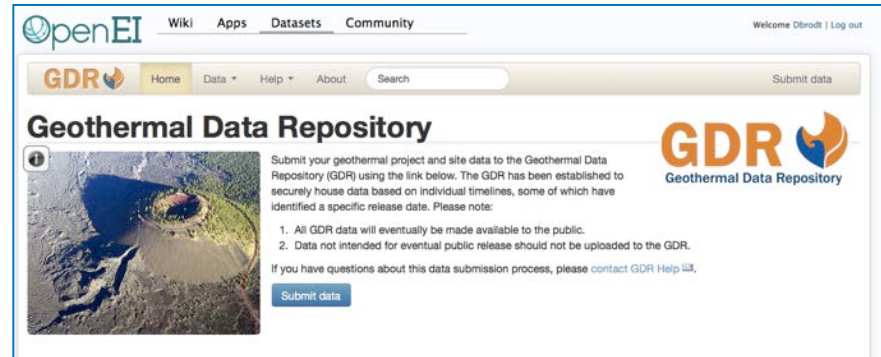 OpenEI
Wiki Apps Datasets Community
Welcome Dbrodt | Log out
GDR Home Data Help About Search Submit data
Geothermal Data Repository
GDR
Geothermal Data Repository
Submit your geothermal project and site data to the Geothermal Data
Repository (GDR) using the link below. The GDR has been established to
securely house data based on individual timelines, some of which have
identified a specific release date. Please note:
1. All GDR data will eventually be made available to the public.
2. Data not intended for eventual public release should not be uploaded to the GDR.
If you have questions about this data submission process, please contact GDR Help.
Submit data